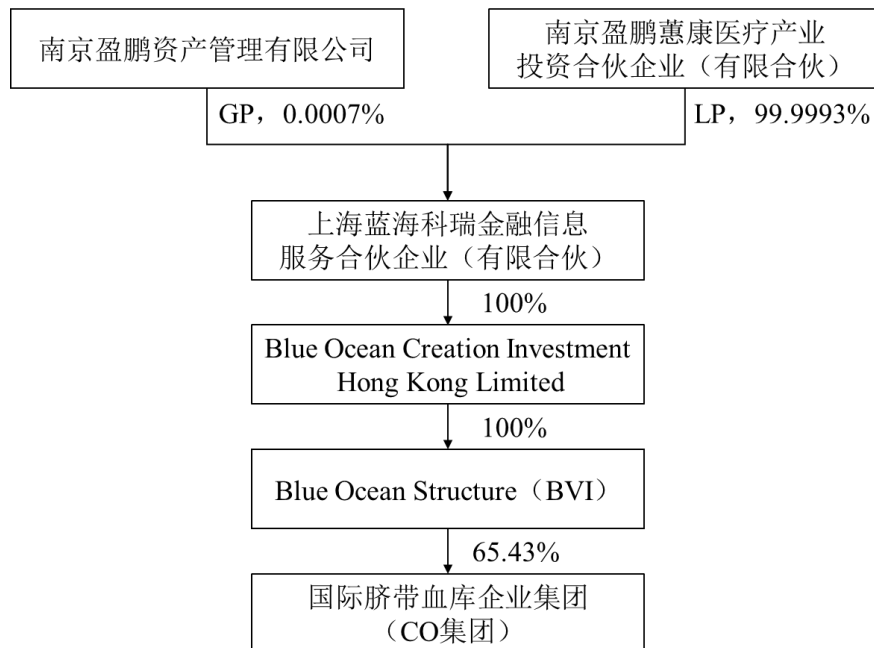 南京盈鹏资产管理有限公司
南京盈鹏蕙康医疗产业
投资合伙企业（有限合伙）
GP，0.0007%
LP，99.9993%
上海蓝海科瑞金融信息
服务合伙企业（有限合伙）
100%
Blue Ocean Creation Investment
Hong Kong Limited
100%
Blue Ocean Structure（BVI）
65.43%
国际脐带血库企业集团
（CO集团）